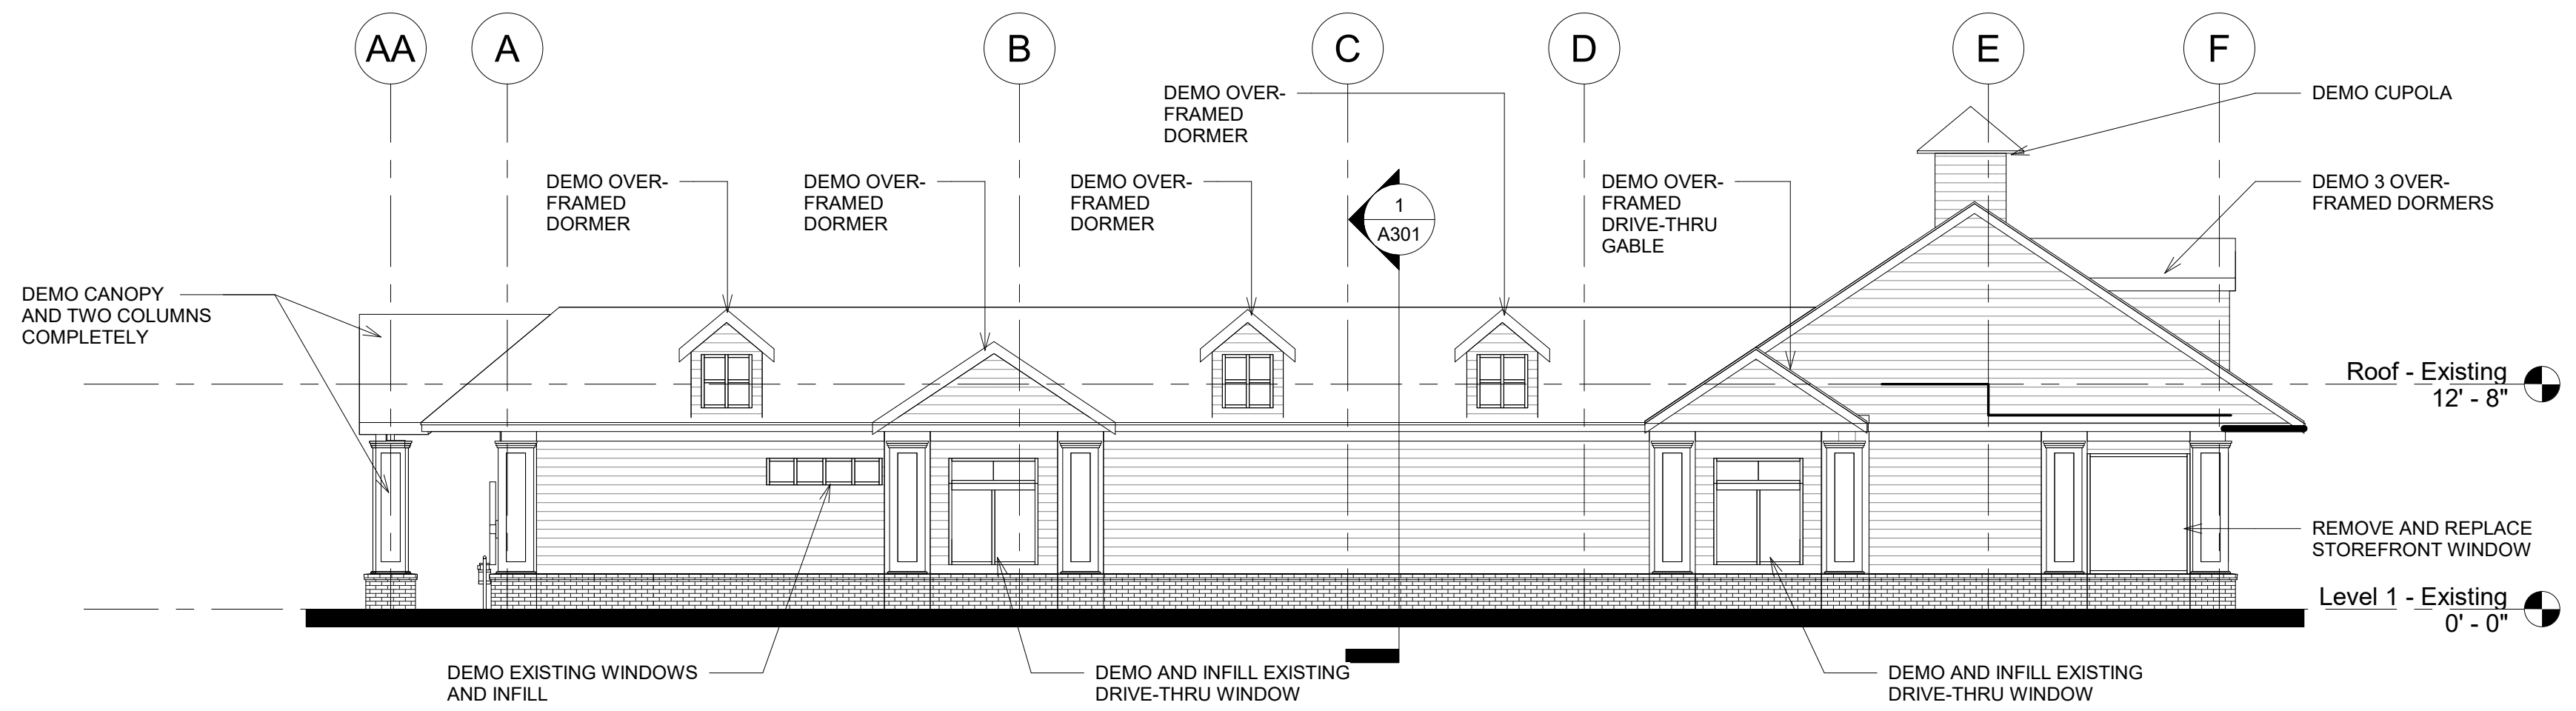 AA
A
B
C
D
E
F
DEMO OVER-
FRAMED
DORMER
DEMO CUPOLA
DEMO OVER-
FRAMED
DORMER
DEMO OVER-
FRAMED
DORMER
DEMO OVER-
FRAMED
DORMER
1
A301
DEMO OVER-
FRAMED
DRIVE-THRU
GABLE
DEMO 3 OVER-
FRAMED DORMERS
DEMO CANOPY
AND TWO COLUMNS
COMPLETELY
Roof - Existing
12' - 8"
REMOVE AND REPLACE
STOREFRONT WINDOW
Level 1 - Existing
0' - 0"
DEMO EXISTING WINDOWS
AND INFILL
DEMO AND INFILL EXISTING
DRIVE-THRU WINDOW
DEMO AND INFILL EXISTING
DRIVE-THRU WINDOW